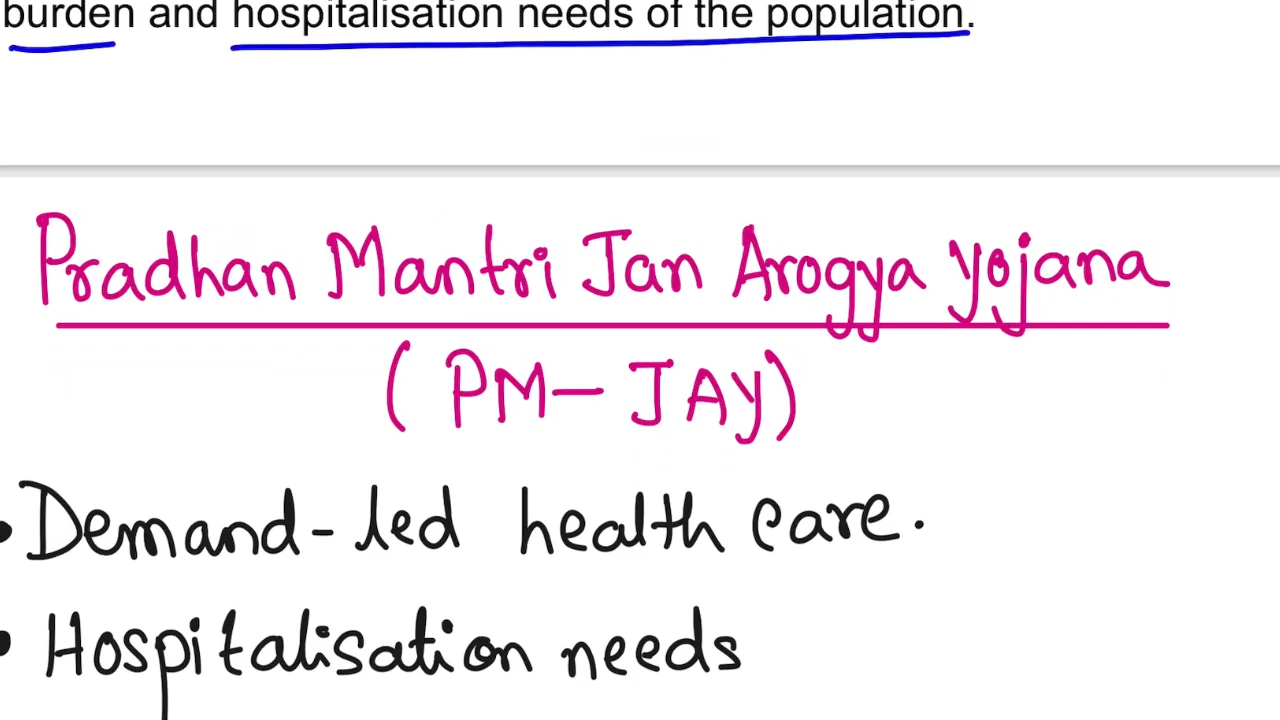 burden and hospitalisation needs of the population.
Pradhan Mantri Jan Arogya Yojana
( PM- JAY)
• Demand-led health care.
• Hospitalisation needs